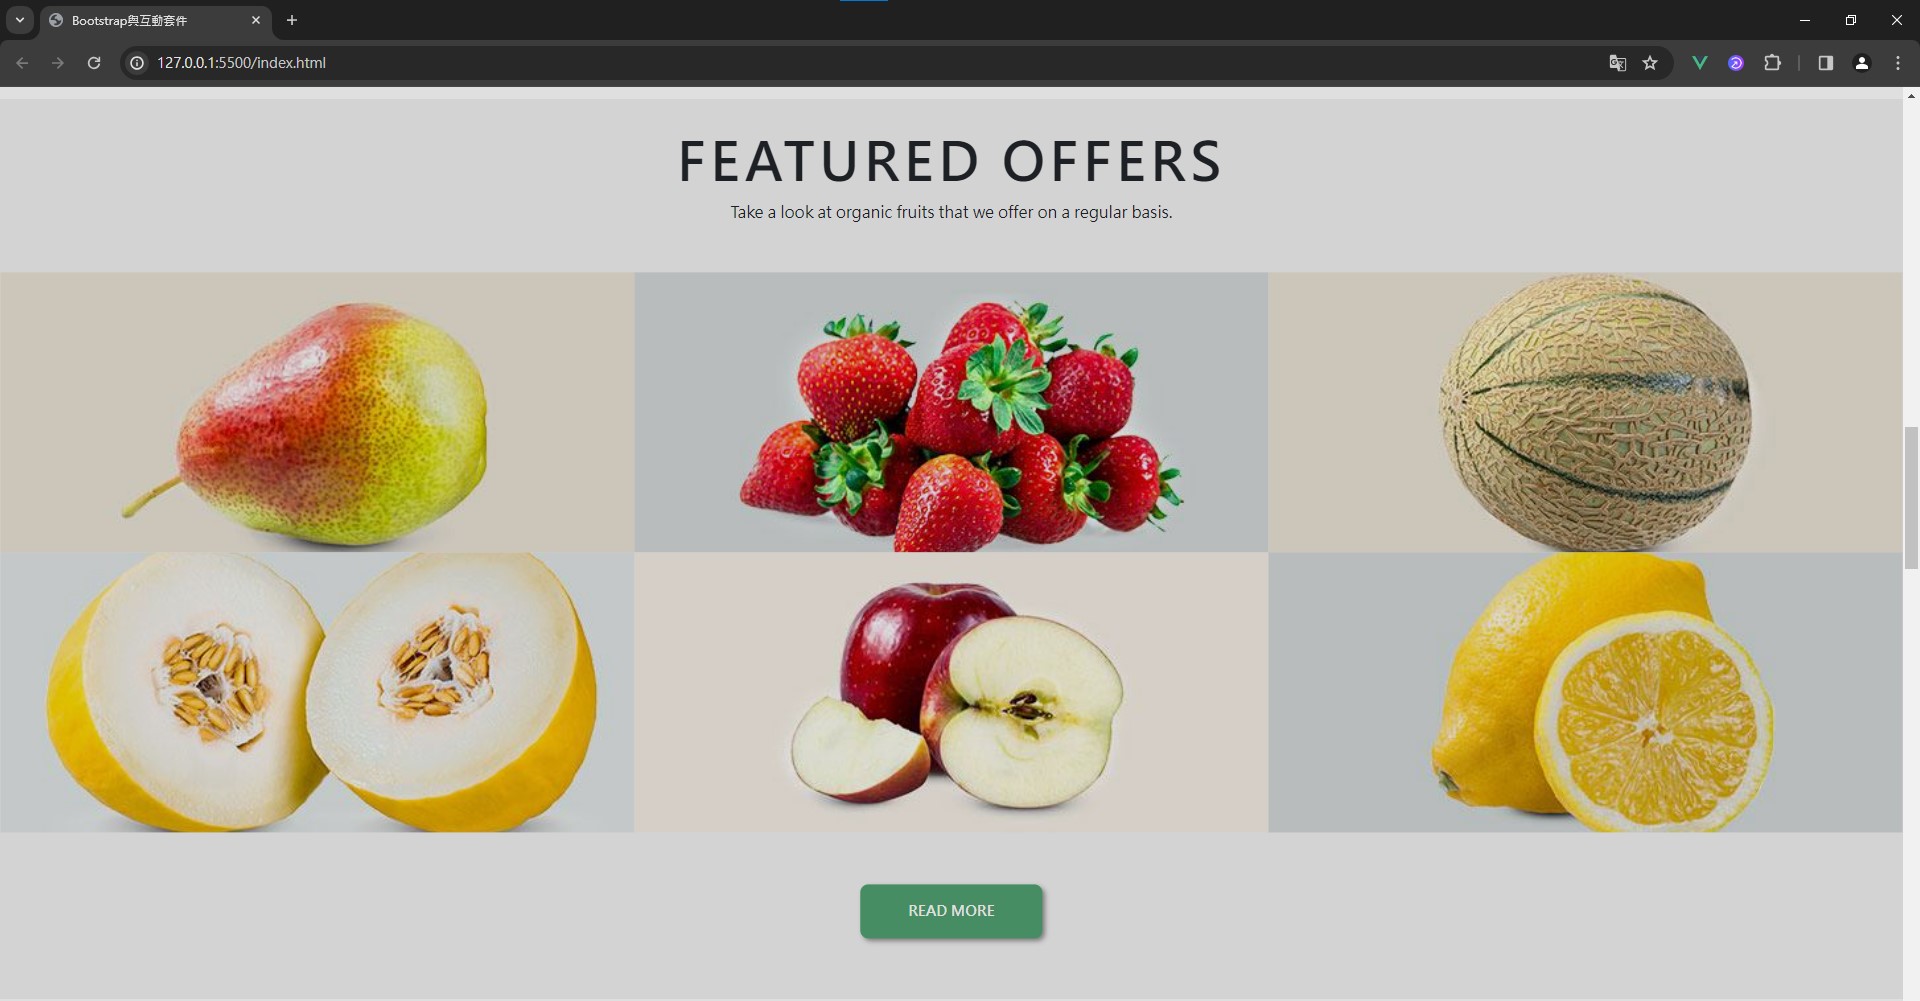 Bootstrap與互動套件
127.0.0.1:5500/index.html
FEATURED OFFERS
Take a look at organic fruits that we offer on a regular basis.
READ MORE